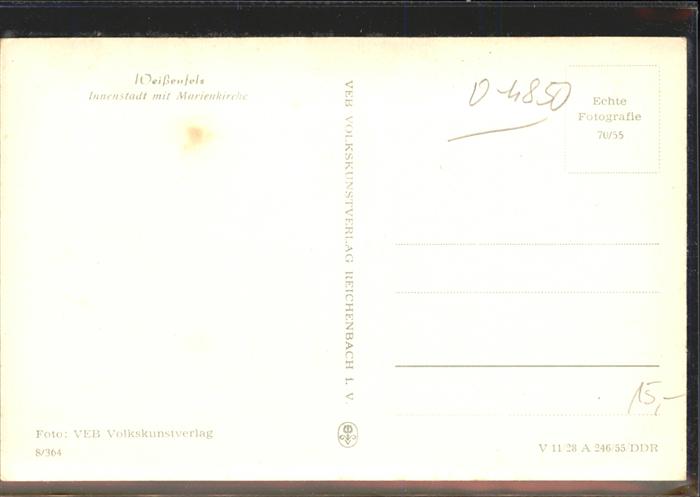 Weißenfels
Innenstadt mit Marienkirche
VEB VOLKSKUNSTVERLAG REICHENBACH i. V.
D-4850
Echte
Fotografie
70/55
15,-
Foto: VEB Volkskunstverlag
8/364
V 11 28 A 246/55 DDR